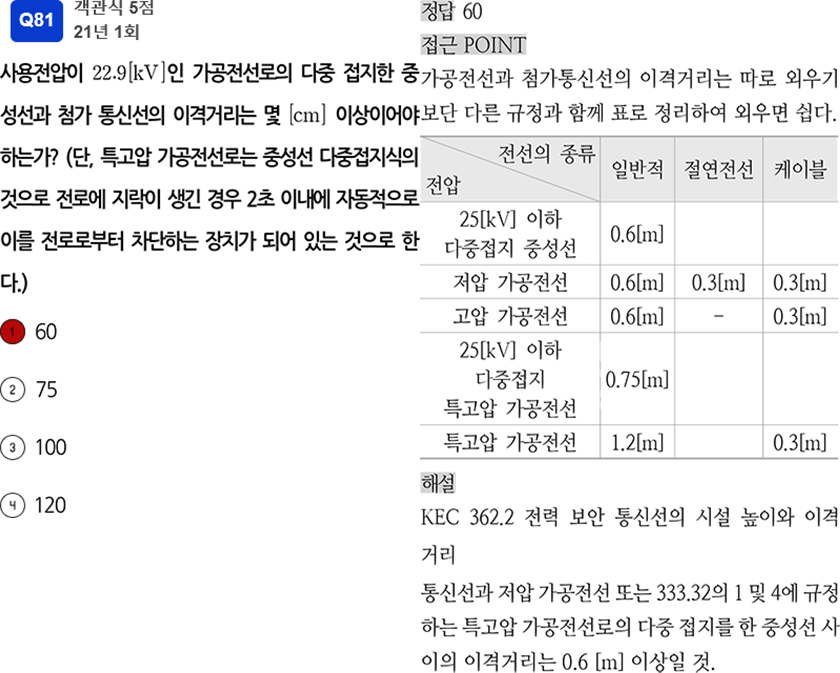 Q81
객관식 5점
21년 1회
사용전압이 22.9[kV]인 가공전선로의 다중 접지한 중
성선과 첨가 통신선의 이격거리는 몇 [cm] 이상이어야
하는가? (단, 특고압 가공전선로는 중성선 다중접지식의
것으로 전로에 지락이 생긴 경우 2초 이내에 자동적으로
이를 전로로부터 차단하는 장치가 되어 있는 것으로 한
다.)
1 60
2 75
3 100
4 120
정답 60
접근 POINT
가공전선과 첨가통신선의 이격거리는 따로 외우기
보단 다른 규정과 함께 표로 정리하여 외우면 쉽다.
전선의 종류
전압
일반적 절연전선 케이블
25[kV] 이하
다중접지 중성선
0.6[m]
저압 가공전선 0.6[m] 0.3[m] 0.3[m]
고압 가공전선 0.6[m] - 0.3[m]
25[kV] 이하
다중접지
특고압 가공전선
0.75[m]
특고압 가공전선 1.2[m] 0.3[m]
해설
KEC 362.2 전력 보안 통신선의 시설 높이와 이격
거리
통신선과 저압 가공전선 또는 333.32의 1 및 4에 규정
하는 특고압 가공전선로의 다중 접지를 한 중성선 사
이의 이격거리는 0.6 [m] 이상일 것.